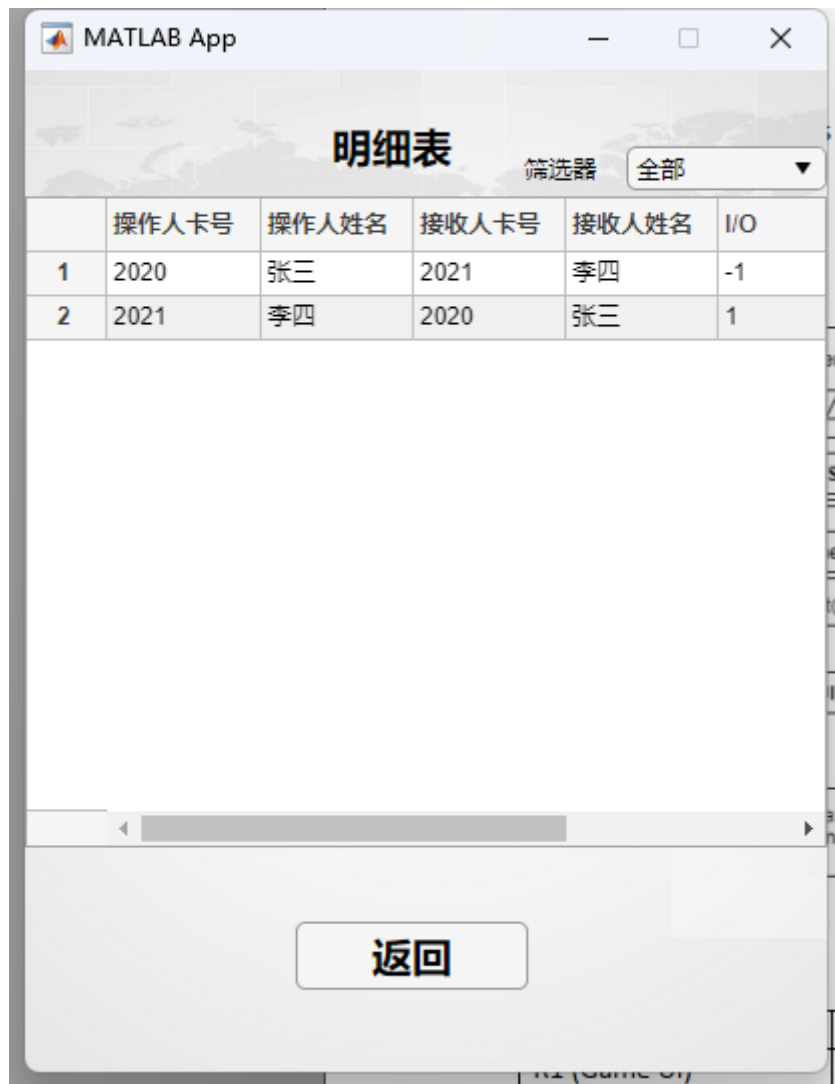 MATLAB App
明细表
筛选器 全部
操作人卡号 操作人姓名 接收人卡号 接收人姓名 I/O
1 2020 张三 2021 李四 -1
2 2021 李四 2020 张三 1
返回